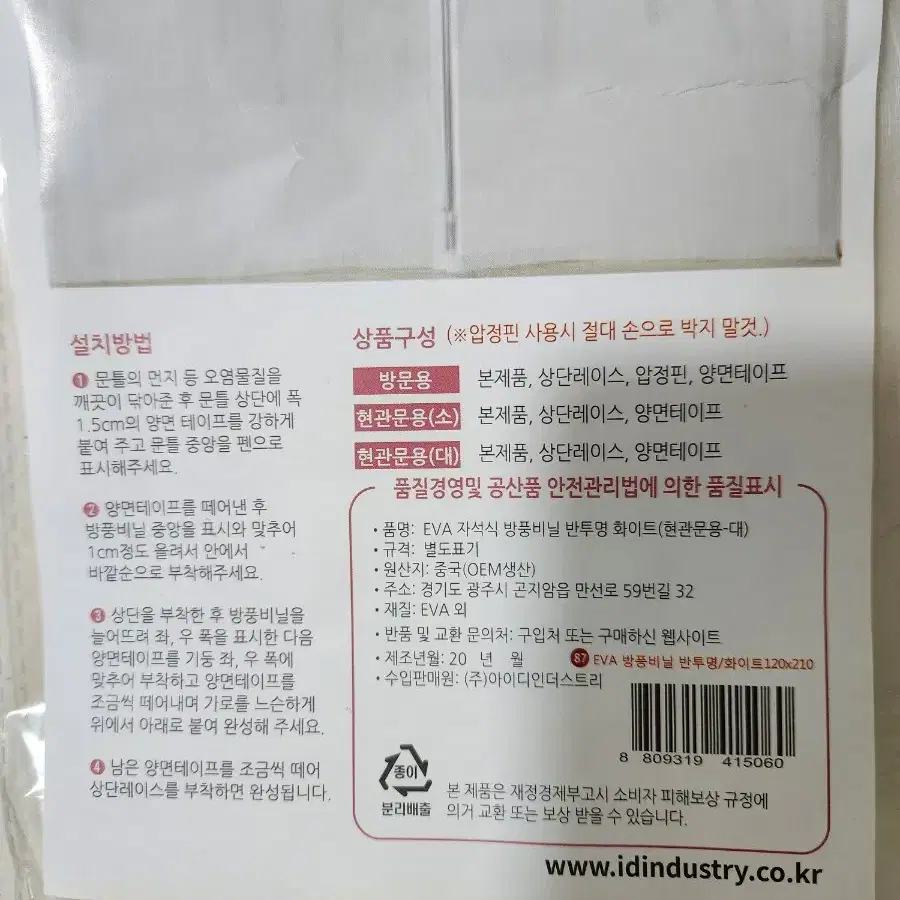 설치방법
❶ 문틀의 먼지 등 오염물질을
깨끗이 닦아준 후 문틀 상단에 폭
1.5cm의 양면 테이프를 강하게
붙여 주고 문틀 중앙을 펜으로
표시해주세요.
❷ 양면테이프를 떼어낸 후
방풍비닐 중앙을 표시와 맞추어
1cm정도 올려서 안에서
바깥순으로 부착해주세요.
❸ 상단을 부착한 후 방풍비닐을
늘어뜨려 좌, 우 폭을 표시한 다음
양면테이프를 기둥 좌, 우 폭에
맞추어 부착하고 양면테이프를
조금씩 떼어내며 가로를 느슨하게
위에서 아래로 붙여 완성해 주세요.
❹ 남은 양면테이프를 조금씩 떼어
상단레이스를 부착하면 완성됩니다.
상품구성 (※압정핀 사용시 절대 손으로 박지 말것.)
방문용 본제품, 상단레이스, 압정핀, 양면테이프
현관문용(소) 본제품, 상단레이스, 양면테이프
현관문용(대) 본제품, 상단레이스, 양면테이프
품질경영및 공산품 안전관리법에 의한 품질표시
• 품명: EVA 자석식 방풍비닐 반투명 화이트(현관문용-대)
• 규격: 별도표기
• 원산지: 중국(OEM생산)
• 주소: 경기도 광주시 곤지암읍 만선로 59번길 32
• 재질: EVA 외
• 반품 및 교환 문의처: 구입처 또는 구매하신 웹사이트
• 제조년월: 20 년 월 87 EVA 방풍비닐 반투명/화이트120x210
• 수입판매원: (주)아이디인더스트리
8 809319 415060
종이
분리배출
본 제품은 재정경제부고시 소비자 피해보상 규정에
의거 교환 또는 보상 받을 수 있습니다.
www.idindustry.co.kr